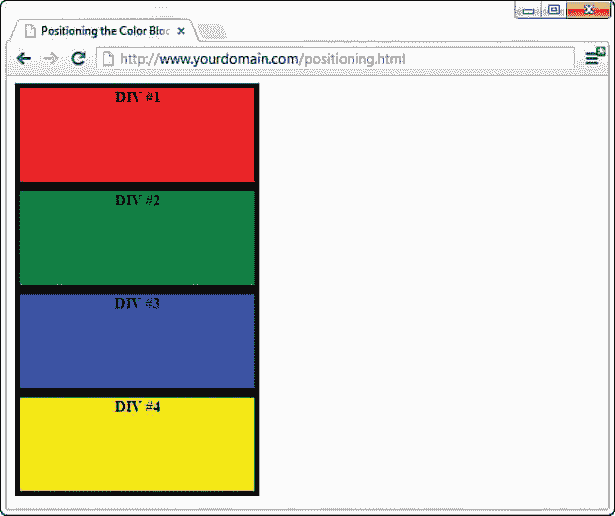 Positioning the Color Bloc
http://www.yourdomain.com/positioning.html
DIV #1
DIV #2
DIV #3
DIV #4